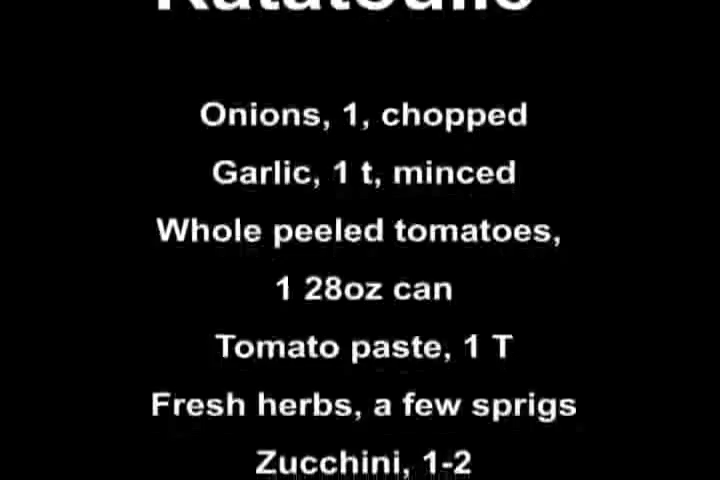 Ratatouille
Onions, 1, chopped
Garlic, 1 t, minced
Whole peeled tomatoes,
1 28oz can
Tomato paste, 1 T
Fresh herbs, a few sprigs
Zucchini, 1-2